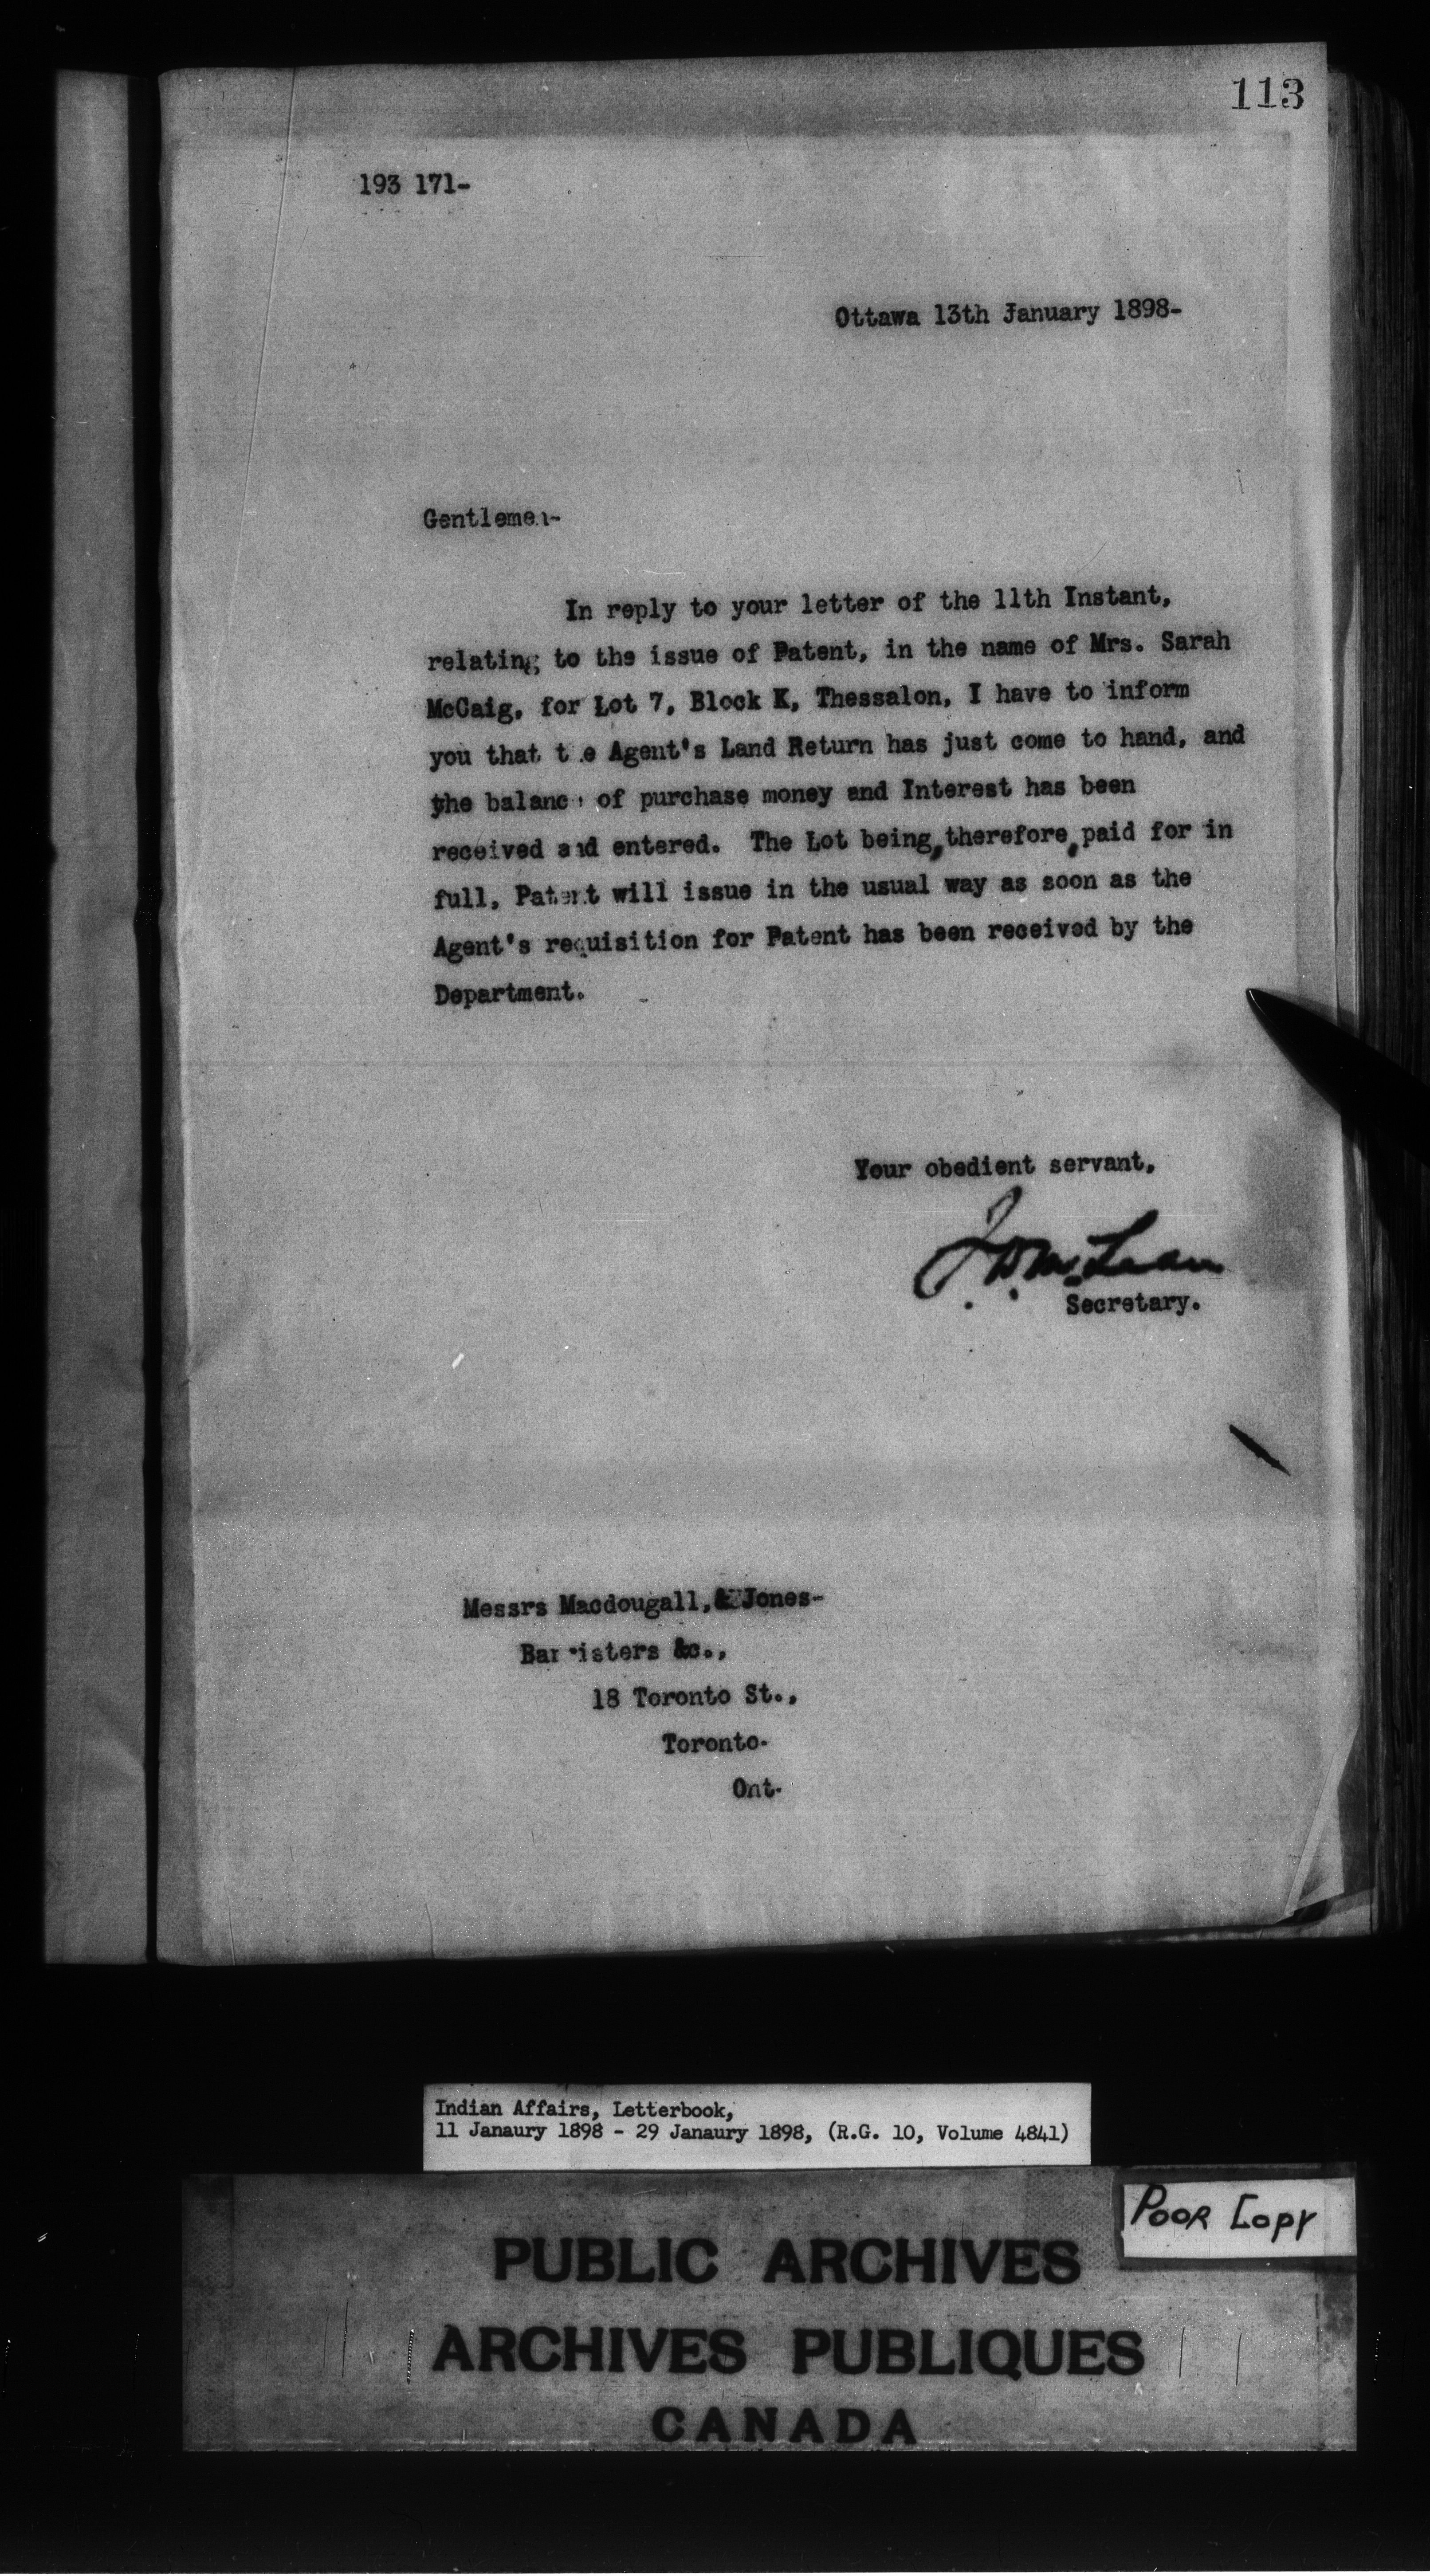 113
193 171-
Ottawa 13th January 1898-
Gentlemen-
In reply to your letter of the 11th Instant,
relating to the issue of Patent, in the name of Mrs. Sarah
McCaig, for Lot 7, Block K, Thessalon, I have to inform
you that the Agent's Land Return has just come to hand, and
the balance of purchase money and Interest has been
received and entered. The Lot being, therefore, paid for in
full, Patent will issue in the usual way as soon as the
Agent's requisition for Patent has been received by the
Department.
Your obedient servant,
J. D. McLean
Secretary.
Messrs Macdougall, & Jones-
Barristers &c.,
18 Toronto St.,
Toronto-
Ont-
Indian Affairs, Letterbook,
11 Janaury 1898 - 29 Janaury 1898, (R.G. 10, Volume 4841)
POOR COPY
PUBLIC ARCHIVES
ARCHIVES PUBLIQUES
CANADA